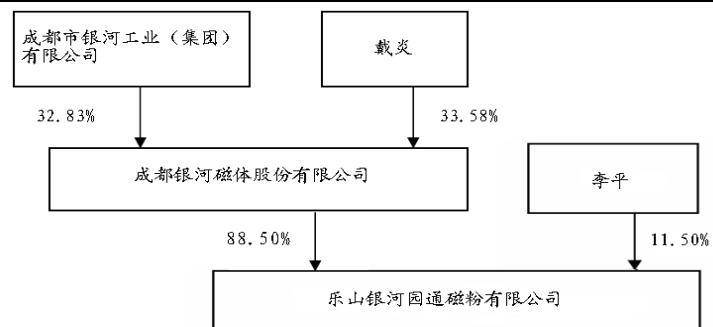 成都市银河工业（集团）
有限公司
戴炎
32.83%
33.58%
成都银河磁体股份有限公司
李平
88.50%
11.50%
乐山银河园通磁粉有限公司